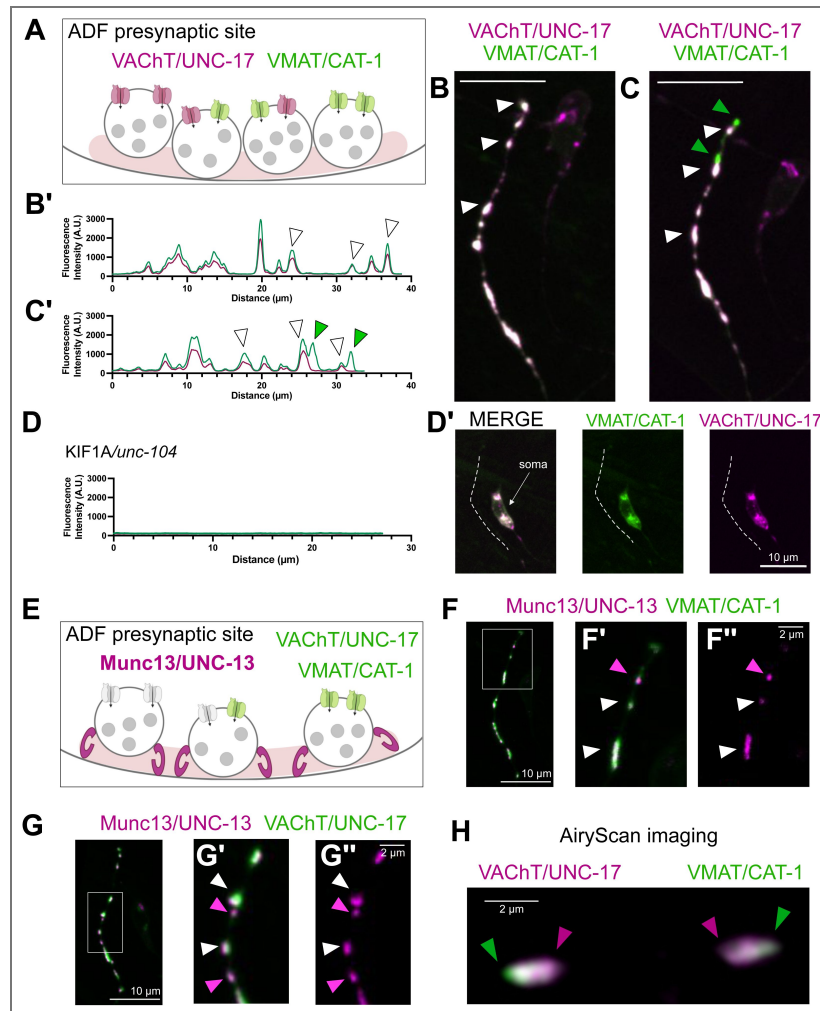 A
ADF presynaptic site
VAChT/UNC-17 VMAT/CAT-1
VAChT/UNC-17
VMAT/CAT-1
B
VAChT/UNC-17
VMAT/CAT-1
C
B'
Fluorescence
Intensity (A.U.)
3000
2000
1000
0
0 10 20 30 40
Distance (µm)
C'
Fluorescence
Intensity (A.U.)
3000
2000
1000
0
0 10 20 30 40
Distance (µm)
D
KIF1A/unc-104
Fluorescence
Intensity (A.U.)
3000
2000
1000
0
0 10 20 30
Distance (µm)
D'
MERGE
VMAT/CAT-1
VAChT/UNC-17
soma
10 µm
E
ADF presynaptic site
Munc13/UNC-13
VAChT/UNC-17
VMAT/CAT-1
F
Munc13/UNC-13 VMAT/CAT-1
10 µm
F'
F"
2 µm
G
Munc13/UNC-13 VAChT/UNC-17
10 µm
G'
G"
2 µm
H
AiryScan imaging
VAChT/UNC-17
VMAT/CAT-1
2 µm